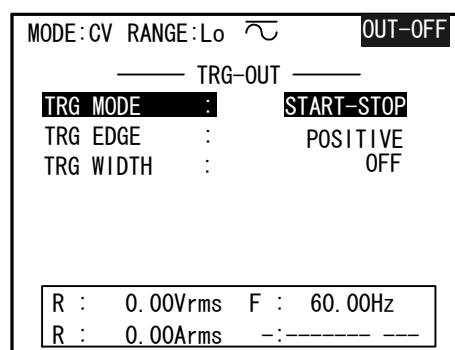 MODE:CV RANGE:Lo OUT-OFF
TRG-OUT
TRG MODE : START-STOP
TRG EDGE : POSITIVE
TRG WIDTH : OFF
R : 0.00Vrms F : 60.00Hz
R : 0.00Arms -:------- ---